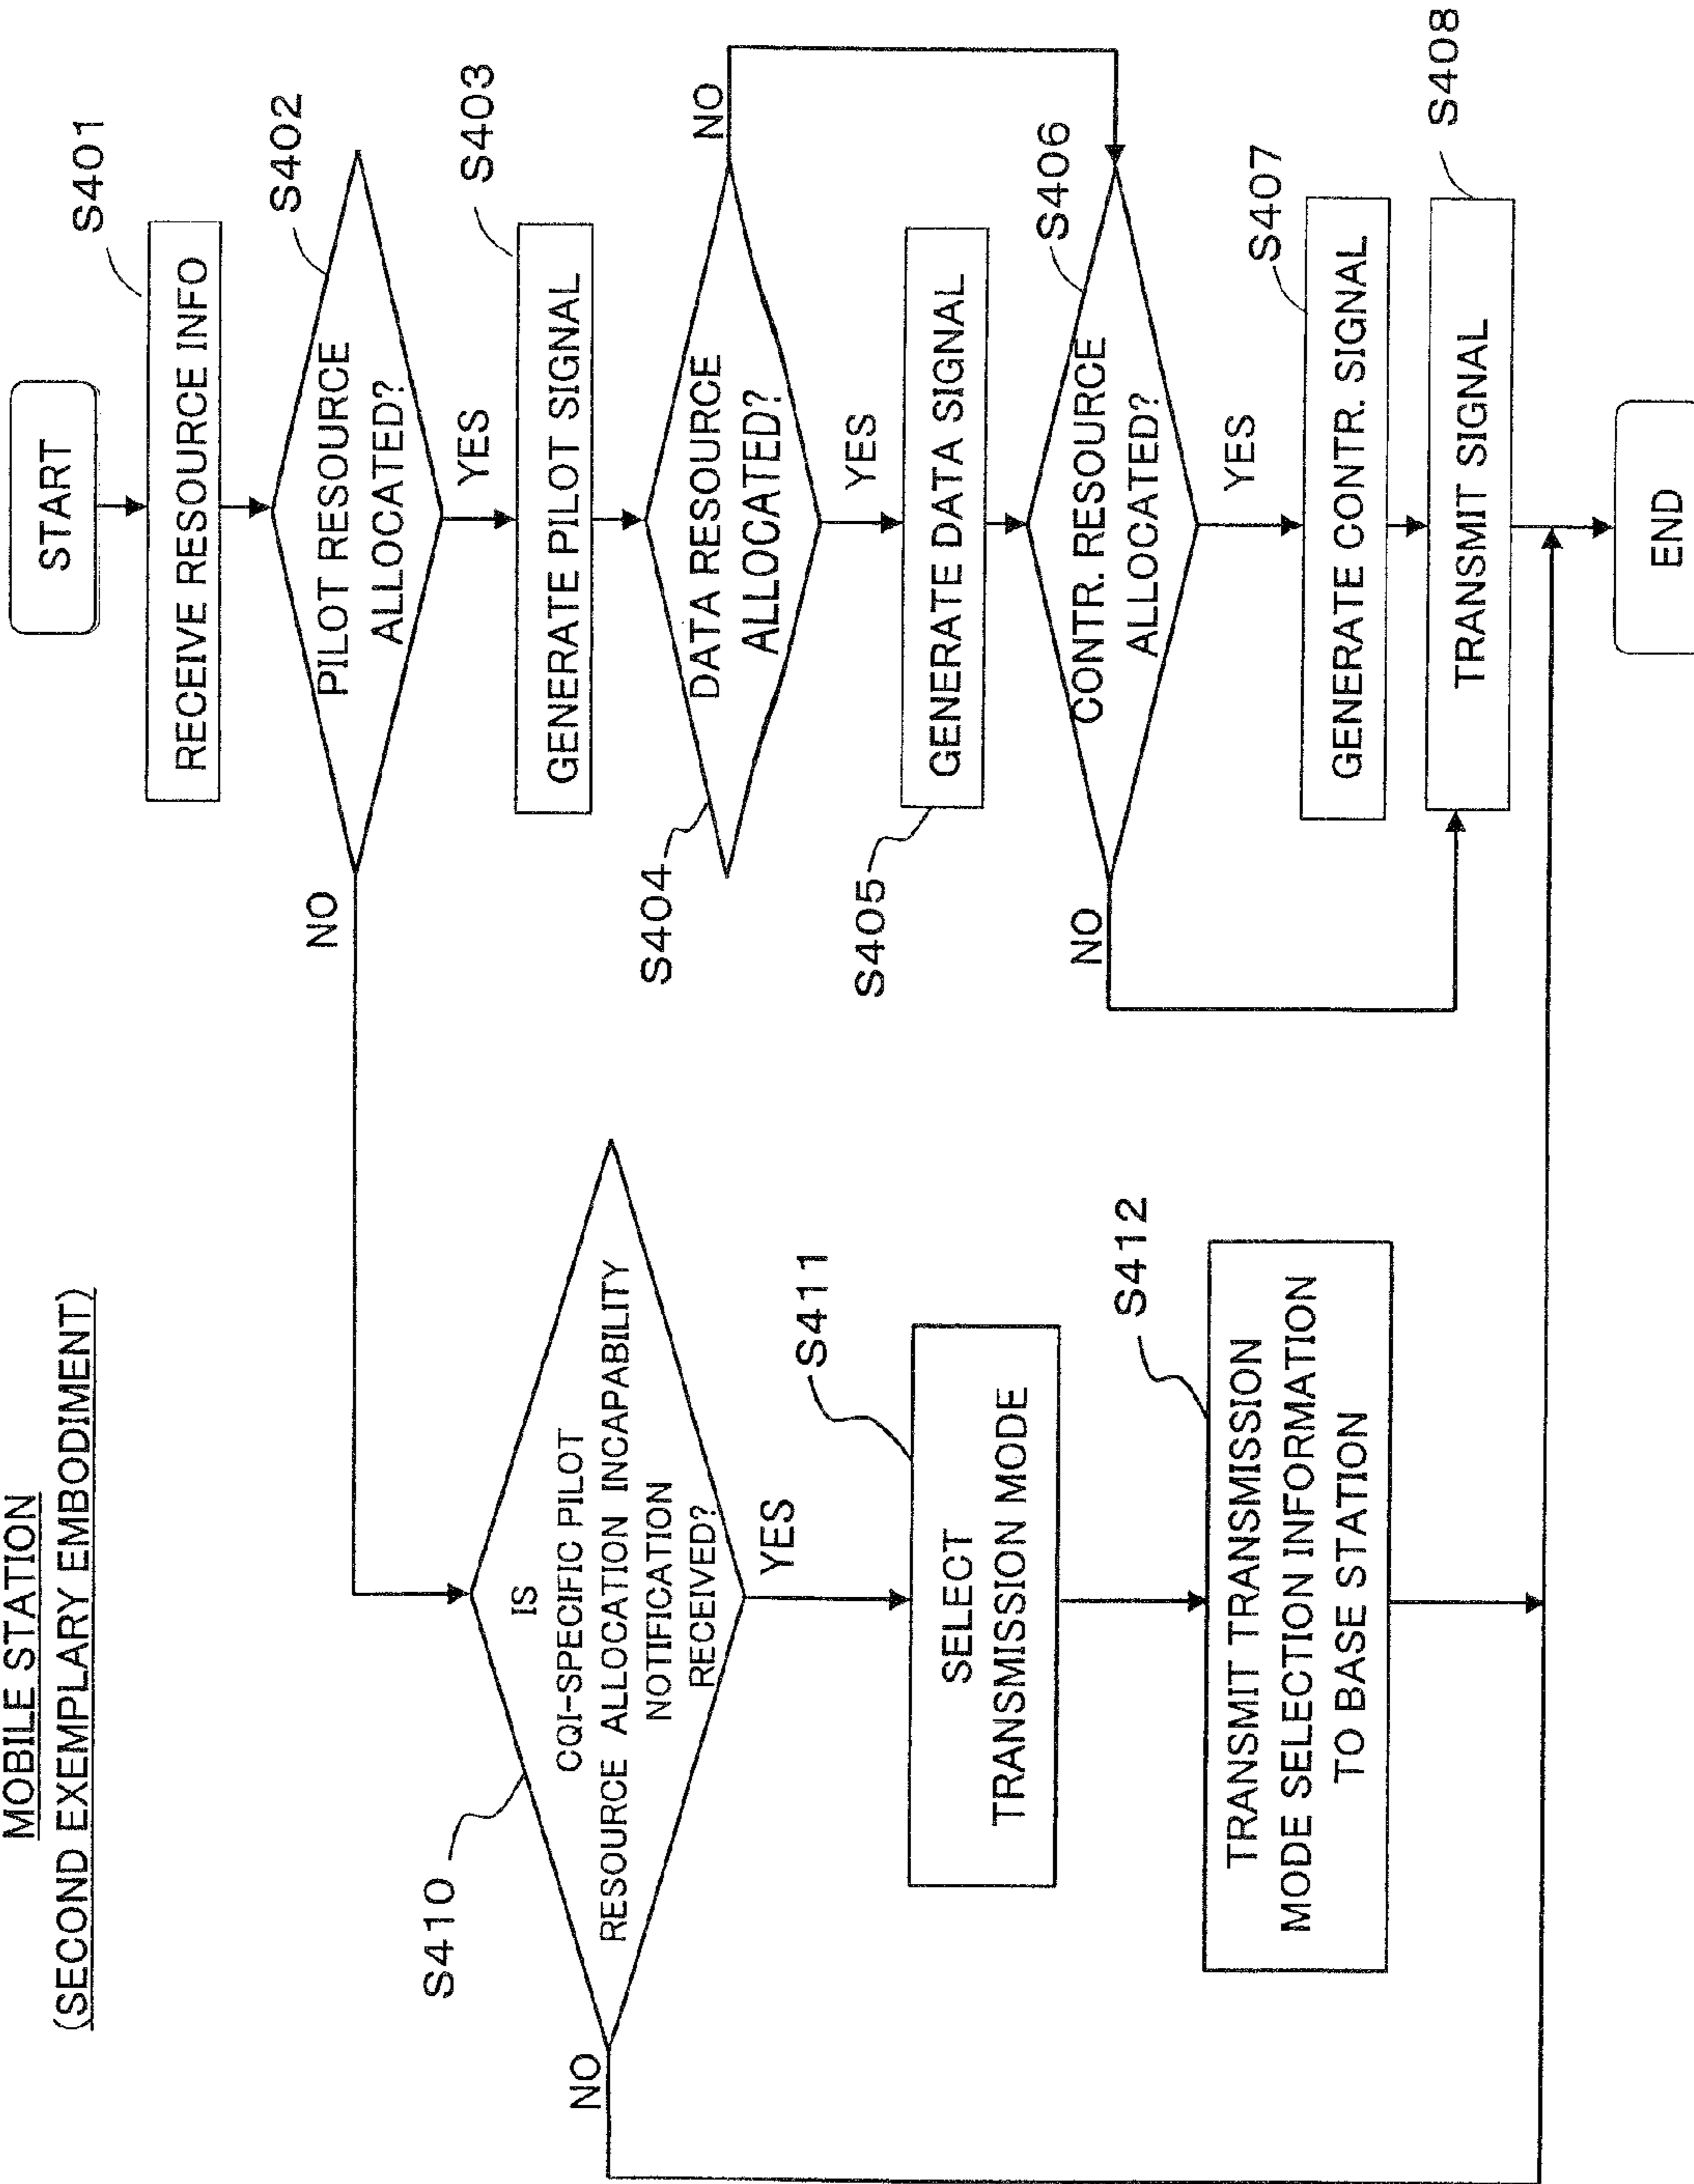 MOBILE STATION
(SECOND EXEMPLARY EMBODIMENT)
START
S401
RECEIVE RESOURCE INFO
S402
PILOT RESOURCE
ALLOCATED?
NO
YES
S403
GENERATE PILOT SIGNAL
S404
DATA RESOURCE
ALLOCATED?
NO
YES
S405
GENERATE DATA SIGNAL
S406
CONTR. RESOURCE
ALLOCATED?
NO
YES
S407
GENERATE CONTR. SIGNAL
S408
TRANSMIT SIGNAL
END
S410
IS
CQI-SPECIFIC PILOT
RESOURCE ALLOCATION INCAPABILITY
NOTIFICATION
RECEIVED?
NO
YES
S411
SELECT
TRANSMISSION MODE
S412
TRANSMIT TRANSMISSION
MODE SELECTION INFORMATION
TO BASE STATION